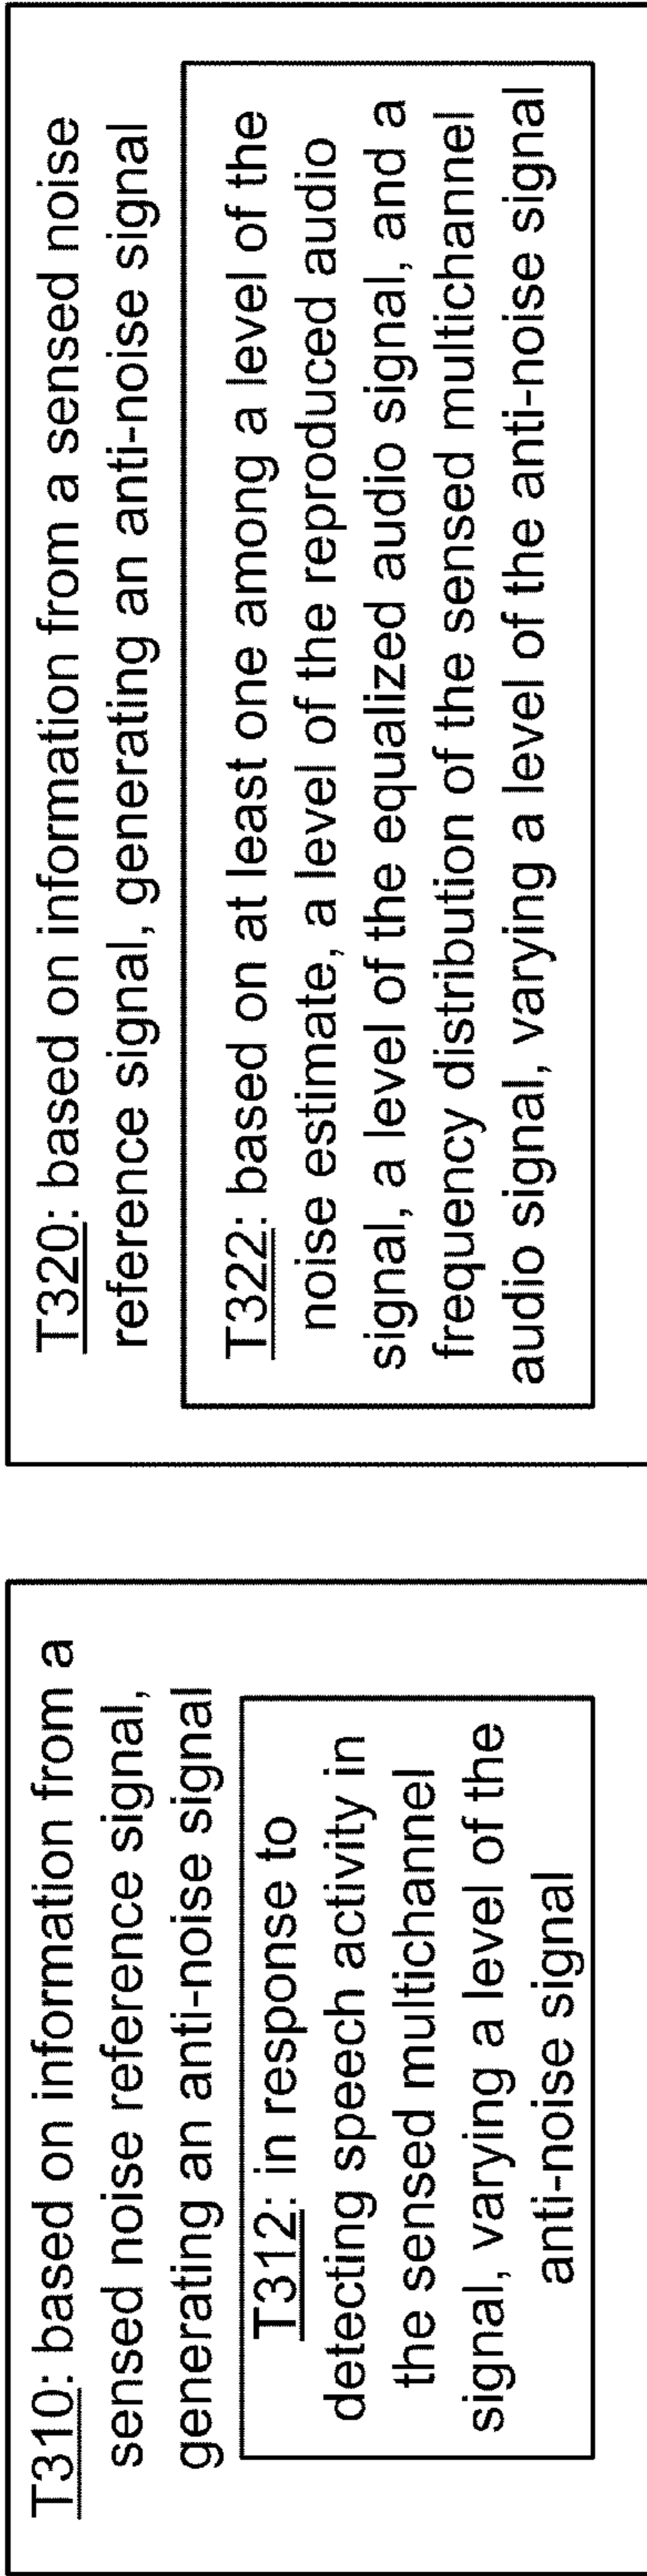 T310: based on information from a
sensed noise reference signal,
generating an anti-noise signal
T312: in response to
detecting speech activity in
the sensed multichannel
signal, varying a level of the
anti-noise signal
T320: based on information from a sensed noise
reference signal, generating an anti-noise signal
T322: based on at least one among a level of the
noise estimate, a level of the reproduced audio
signal, a level of the equalized audio signal, and a
frequency distribution of the sensed multichannel
audio signal, varying a level of the anti-noise signal